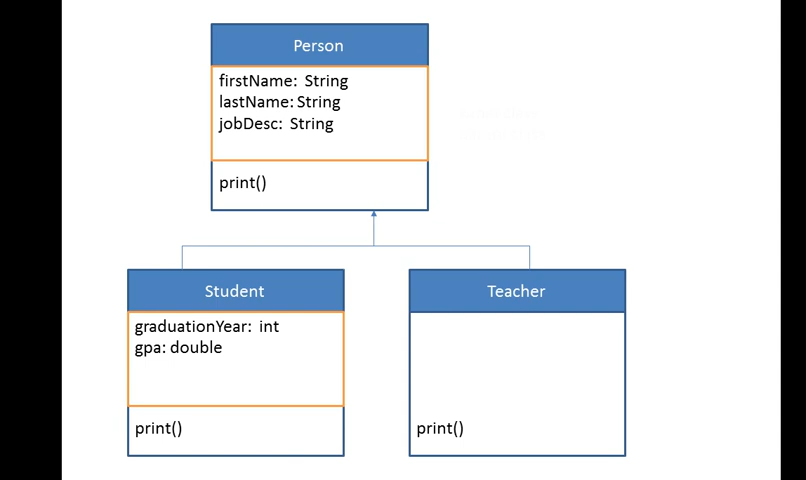 Person
firstName: String
lastName: String
jobDesc: String
print()
Student
graduationYear: int
gpa: double
print()
Teacher
print()